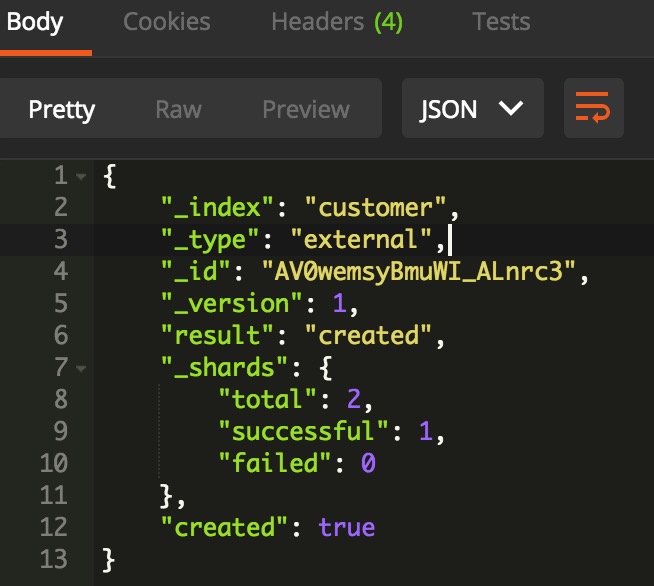 Body Cookies Headers (4) Tests
Pretty Raw Preview JSON
1 {
2 "_index": "customer",
3 "_type": "external",
4 "_id": "AV0wemsyBmuWI_ALnrc3",
5 "_version": 1,
6 "result": "created",
7 "_shards": {
8 "total": 2,
9 "successful": 1,
10 "failed": 0
11 },
12 "created": true
13 }